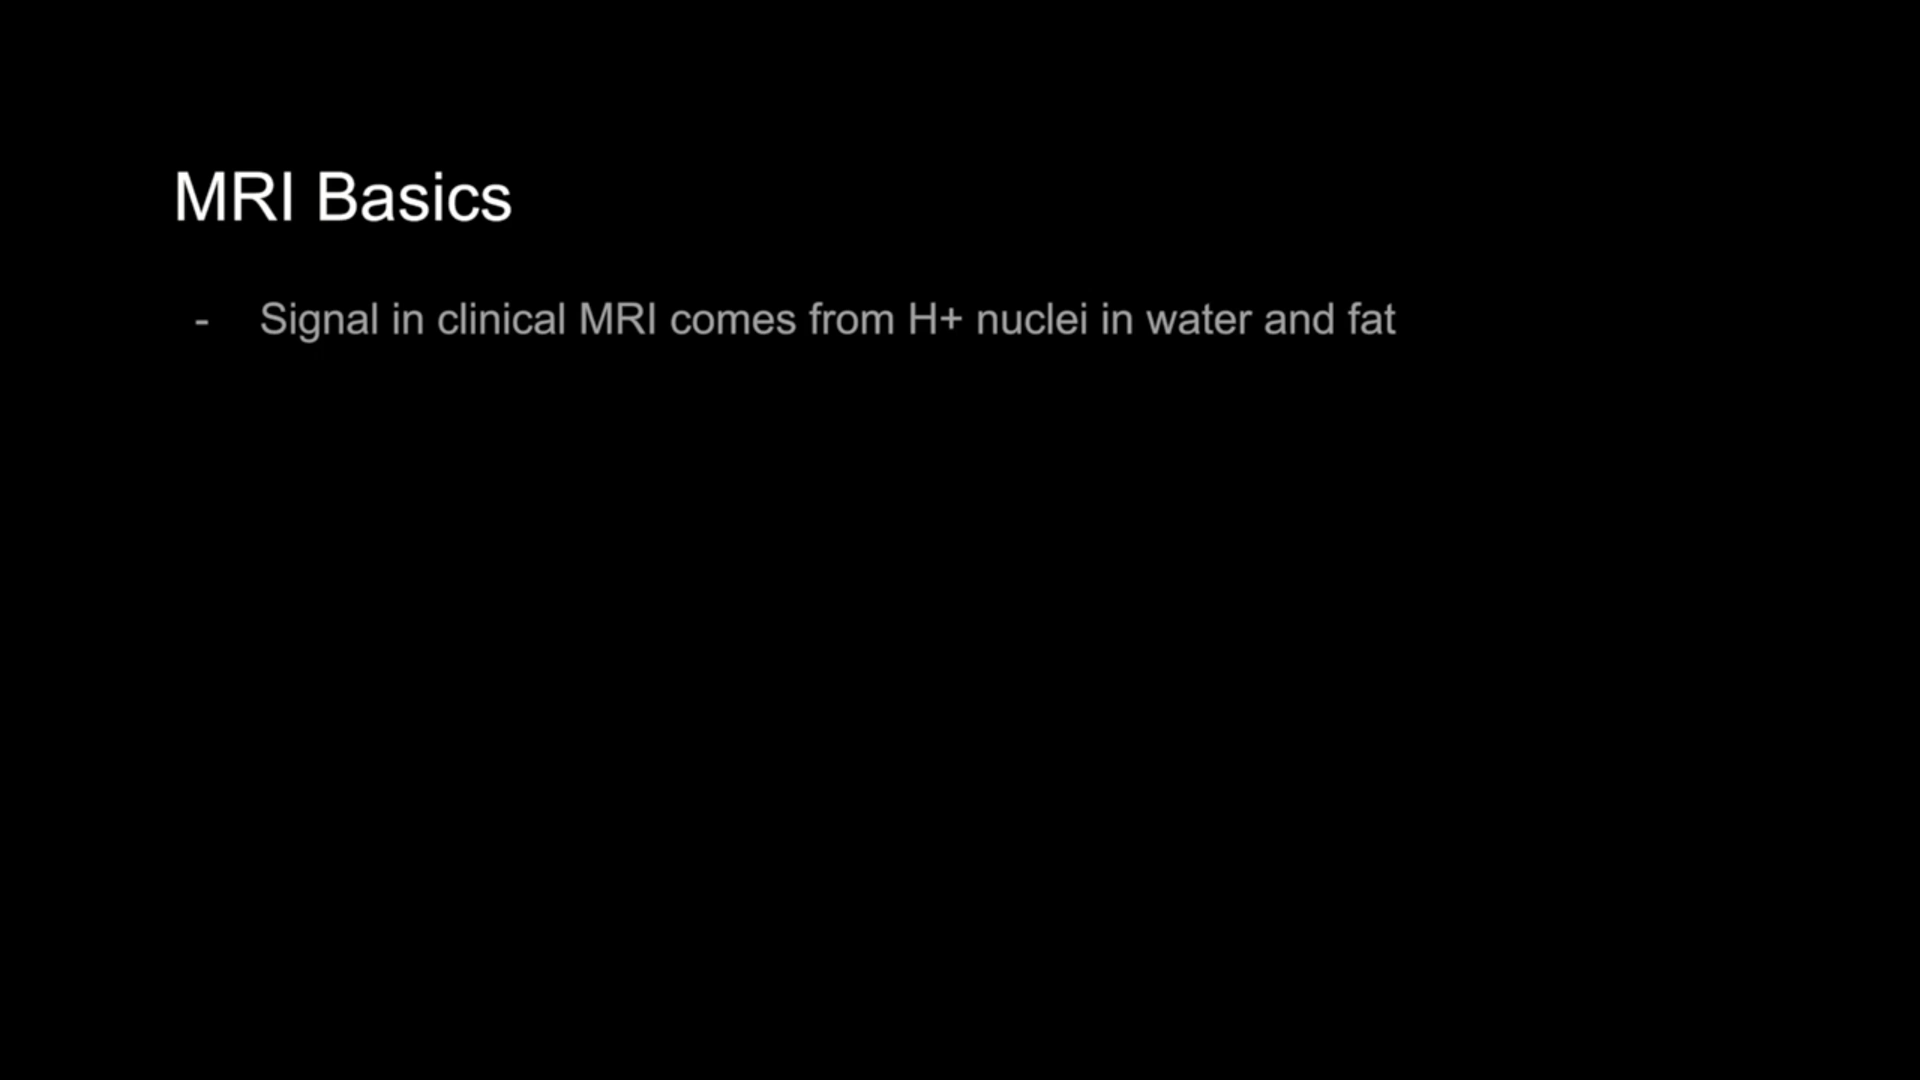 MRI Basics
- Signal in clinical MRI comes from H+ nuclei in water and fat